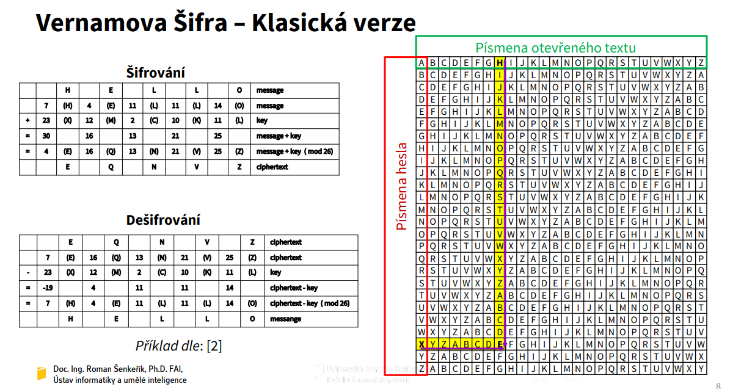 Vernamova Šifra – Klasická verze
Šifrování
H E L L O message
7 (H) 4 (E) 11 (L) 11 (L) 14 (O) message
+ 23 (X) 12 (M) 2 (C) 10 (K) 11 (L) key
= 30 16 13 21 25 message + key
= 4 (E) 16 (Q) 13 (N) 21 (V) 25 (Z) message + key ( mod 26)
E Q N V Z ciphertext
Dešifrování
E Q N V Z ciphertext
7 (E) 16 (Q) 13 (N) 21 (V) 25 (Z) ciphertext
- 23 (X) 12 (M) 2 (C) 10 (K) 11 (L) key
= -19 4 11 11 14 ciphertext - key
= 7 (H) 4 (E) 11 (L) 11 (L) 14 (O) ciphertext - key ( mod 26)
H E L L O messange
Příklad dle: [2]
Doc. Ing. Roman Šenkeřík, Ph.D. FAI,
Ústav informatiky a umělé inteligence
Písmena otevřeného textu
Písmena hesla
A B C D E F G H I J K L M N O P Q R S T U V W X Y Z
B C D E F G H I J K L M N O P Q R S T U V W X Y Z A
C D E F G H I J K L M N O P Q R S T U V W X Y Z A B
D E F G H I J K L M N O P Q R S T U V W X Y Z A B C
E F G H I J K L M N O P Q R S T U V W X Y Z A B C D
F G H I J K L M N O P Q R S T U V W X Y Z A B C D E
G H I J K L M N O P Q R S T U V W X Y Z A B C D E F
H I J K L M N O P Q R S T U V W X Y Z A B C D E F G
I J K L M N O P Q R S T U V W X Y Z A B C D E F G H
J K L M N O P Q R S T U V W X Y Z A B C D E F G H I
K L M N O P Q R S T U V W X Y Z A B C D E F G H I J
L M N O P Q R S T U V W X Y Z A B C D E F G H I J K
M N O P Q R S T U V W X Y Z A B C D E F G H I J K L
N O P Q R S T U V W X Y Z A B C D E F G H I J K L M
O P Q R S T U V W X Y Z A B C D E F G H I J K L M N
P Q R S T U V W X Y Z A B C D E F G H I J K L M N O
Q R S T U V W X Y Z A B C D E F G H I J K L M N O P
R S T U V W X Y Z A B C D E F G H I J K L M N O P Q
S T U V W X Y Z A B C D E F G H I J K L M N O P Q R
T U V W X Y Z A B C D E F G H I J K L M N O P Q R S
U V W X Y Z A B C D E F G H I J K L M N O P Q R S T
V W X Y Z A B C D E F G H I J K L M N O P Q R S T U
W X Y Z A B C D E F G H I J K L M N O P Q R S T U V
X Y Z A B C D E F G H I J K L M N O P Q R S T U V W
Y Z A B C D E F G H I J K L M N O P Q R S T U V W X
Z A B C D E F G H I J K L M N O P Q R S T U V W X Y
8